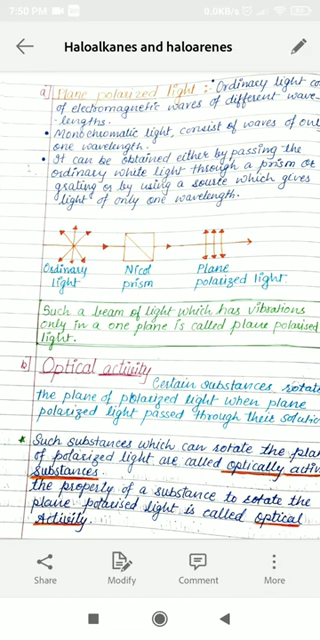 7:50 PM
0.0KB/s
Haloalkanes and haloarenes
a] Plane polarized light :- • Ordinary light co
of electromagnetic waves of different wave-
-lengths.
• Monochromatic light, consist of waves of onl
one wavelength.
• It can be obtained either by passing the
ordinary white light through a prism or
grating or by using a source which gives
light of only one wavelength.
Ordinary light
Nicol prism
Plane polarized light
Such a beam of light which has vibrations
only in a one plane is called plane polarised
light.
b] Optical activity
Certain substances rotate
the plane of polarized light when plane
polarized light passed through their solutio
* Such substances which can rotate the plan
of polarized light are called optically activ
substances.
the property of a substance to rotate the
plane polarised light is called optical
activity.
Share
Modify
Comment
More